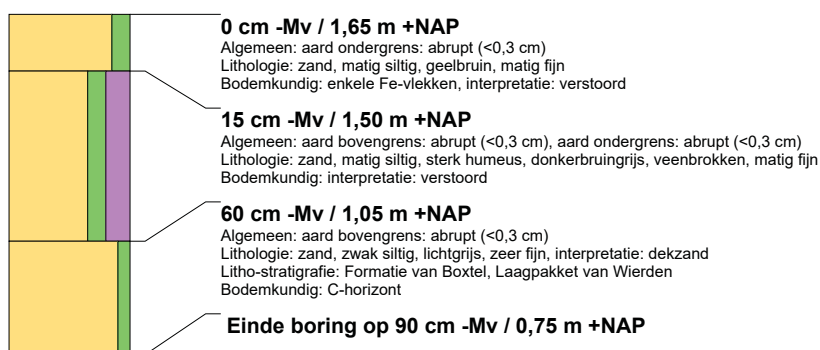 0 cm -Mv / 1,65 m +NAP
Algemeen: aard ondergrens: abrupt (<0,3 cm)
Lithologie: zand, matig siltig, geelbruin, matig fijn
Bodemkundig: enkele Fe-vlekken, interpretatie: verstoord
15 cm -Mv / 1,50 m +NAP
Algemeen: aard bovengrens: abrupt (<0,3 cm), aard ondergrens: abrupt (<0,3 cm)
Lithologie: zand, matig siltig, sterk humeus, donkerbruingrijs, veenbrokken, matig fijn
Bodemkundig: interpretatie: verstoord
60 cm -Mv / 1,05 m +NAP
Algemeen: aard bovengrens: abrupt (<0,3 cm)
Lithologie: zand, zwak siltig, lichtgrijs, zeer fijn, interpretatie: dekzand
Litho-stratigrafie: Formatie van Boxtel, Laagpakket van Wierden
Bodemkundig: C-horizont
Einde boring op 90 cm -Mv / 0,75 m +NAP